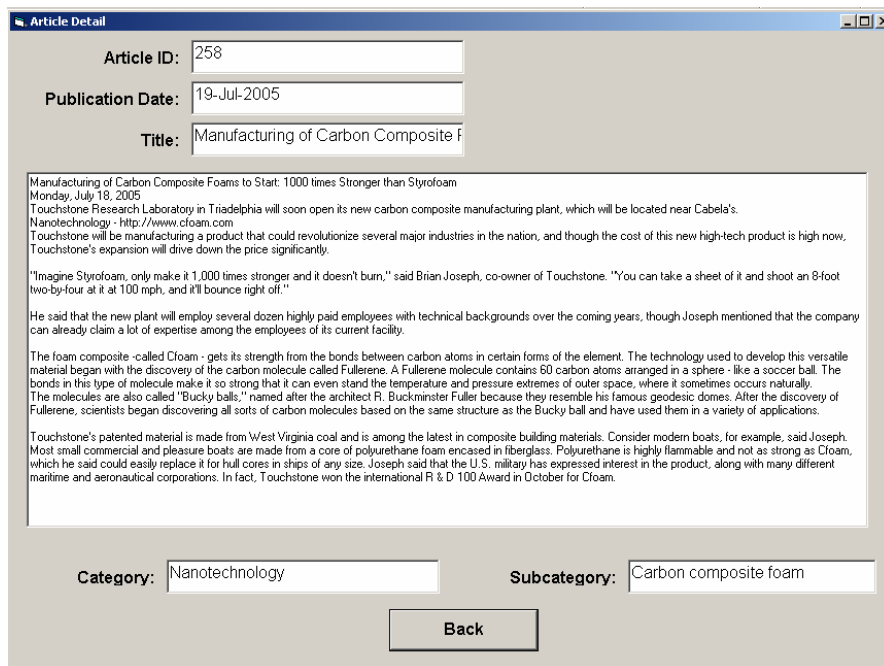 Article Detail
Article ID:
258
Publication Date:
19-Jul-2005
Title:
Manufacturing of Carbon Composite F
Manufacturing of Carbon Composite Foams to Start: 1000 times Stronger than Styrofoam
Monday, July 18, 2005
Touchstone Research Laboratory in Triadelphia will soon open its new carbon composite manufacturing plant, which will be located near Cabela's.
Nanotechnology - http://www.cfoam.com
Touchstone will be manufacturing a product that could revolutionize several major industries in the nation, and though the cost of this new high-tech product is high now,
Touchstone's expansion will drive down the price significantly.
"Imagine Styrofoam, only make it 1,000 times stronger and it doesn't burn," said Brian Joseph, co-owner of Touchstone. "You can take a sheet of it and shoot an 8-foot
two-by-four at it at 100 mph, and it'll bounce right off."
He said that the new plant will employ several dozen highly paid employees with technical backgrounds over the coming years, though Joseph mentioned that the company
can already claim a lot of expertise among the employees of its current facility.
The foam composite -called Cfoam - gets its strength from the bonds between carbon atoms in certain forms of the element. The technology used to develop this versatile
material began with the discovery of the carbon molecule called Fullerene. A Fullerene molecule contains 60 carbon atoms arranged in a sphere - like a soccer ball. The
bonds in this type of molecule make it so strong that it can even stand the temperature and pressure extremes of outer space, where it sometimes occurs naturally.
The molecules are also called "Bucky balls," named after the architect R. Buckminster Fuller because they resemble his famous geodesic domes. After the discovery of
Fullerene, scientists began discovering all sorts of carbon molecules based on the same structure as the Bucky ball and have used them in a variety of applications.
Touchstone's patented material is made from West Virginia coal and is among the latest in composite building materials. Consider modern boats, for example, said Joseph.
Most small commercial and pleasure boats are made from a core of polyurethane foam encased in fiberglass. Polyurethane is highly flammable and not as strong as Cfoam,
which he said could easily replace it for hull cores in ships of any size. Joseph said that the U.S. military has expressed interest in the product, along with many different
maritime and aeronautical corporations. In fact, Touchstone won the international R & D 100 Award in October for Cfoam.
Category:
Nanotechnology
Subcategory:
Carbon composite foam
Back